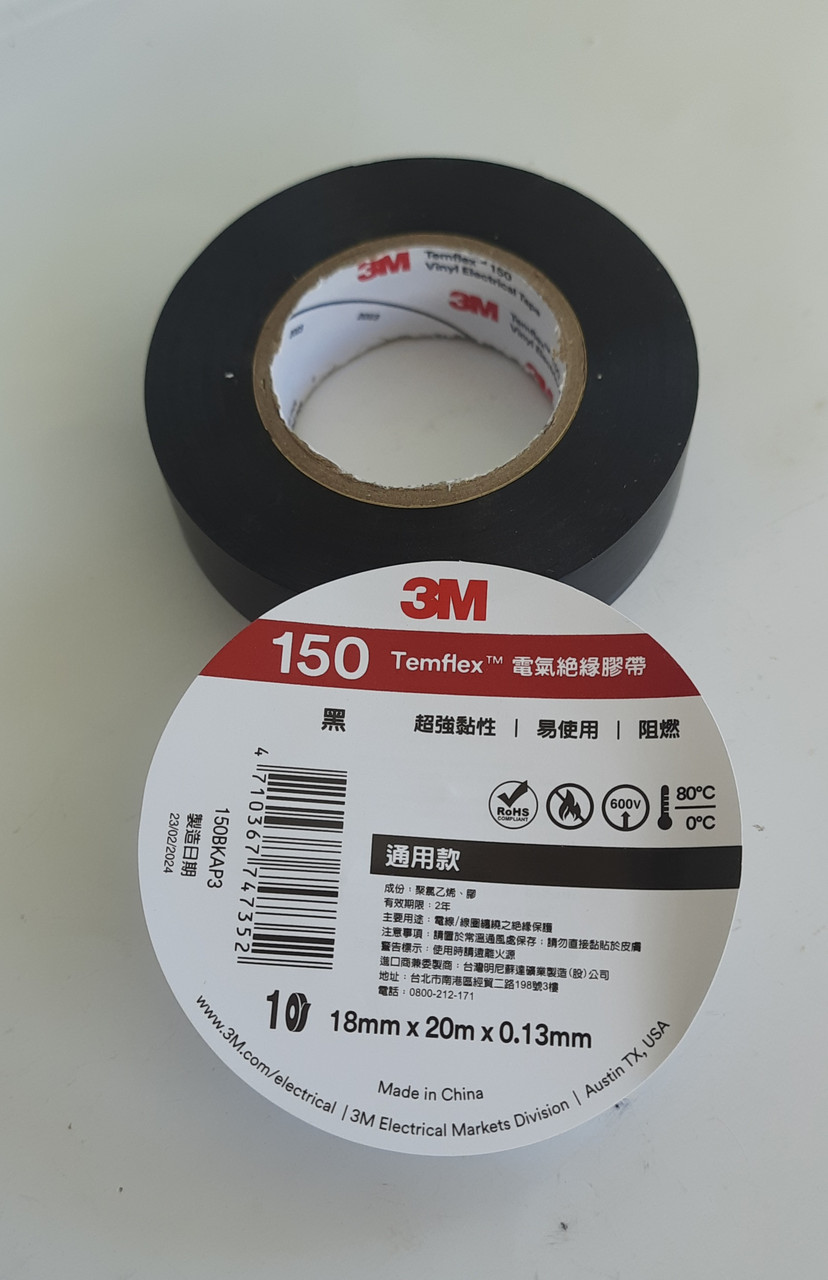 3M Temflex™ 150
Vinyl Electrical Tape
3M Temflex™ 150
Vinyl Electrical Tape
3M
3M
150 Temflex™ 電氣絕緣膠帶
黑 超強黏性 | 易使用 | 阻燃
RoHS
COMPLIANT
600V
80°C
0°C
4 710367 747352
150BKAP3
製造日期
23/02/2024
通用款
成份：聚氯乙烯、膠
有效期限：2年
主要用途：電線/線圈纏繞之絕緣保護
注意事項：請置於常溫通風處保存；請勿直接黏貼於皮膚
警告標示：使用時請遠離火源
進口商兼委製商：台灣明尼蘇達礦業製造(股)公司
地址：台北市南港區經貿二路198號3樓
電話：0800-212-171
10 18mm x 20m x 0.13mm
Made in China
www.3M.com/electrical | 3M Electrical Markets Division | Austin TX, USA